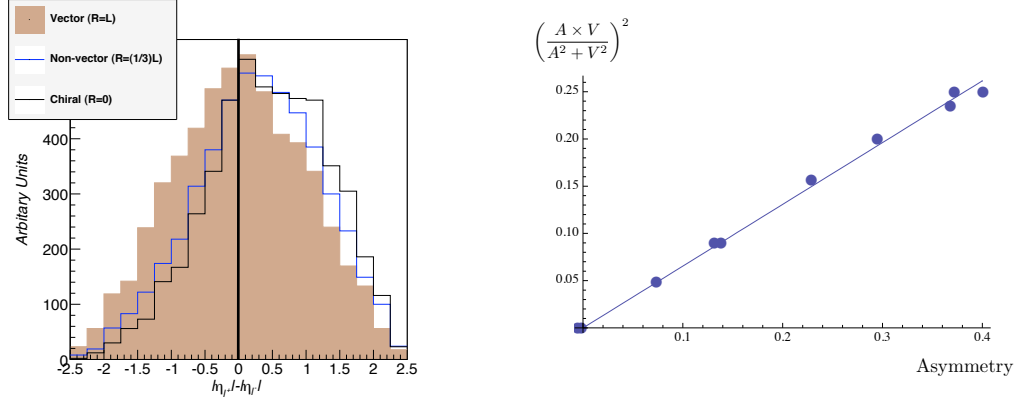 Vector (R=L)
Non-vector (R=(1/3)L)
Chiral (R=0)
Arbitary Units
400
300
200
100
0
-2.5 -2 -1.5 -1 -0.5 0 0.5 1 1.5 2 2.5
|η_{l^+}|-|η_{l^-}|
(A × V / A² + V²)²
0.25
0.20
0.15
0.10
0.05
0.1 0.2 0.3 0.4
Asymmetry